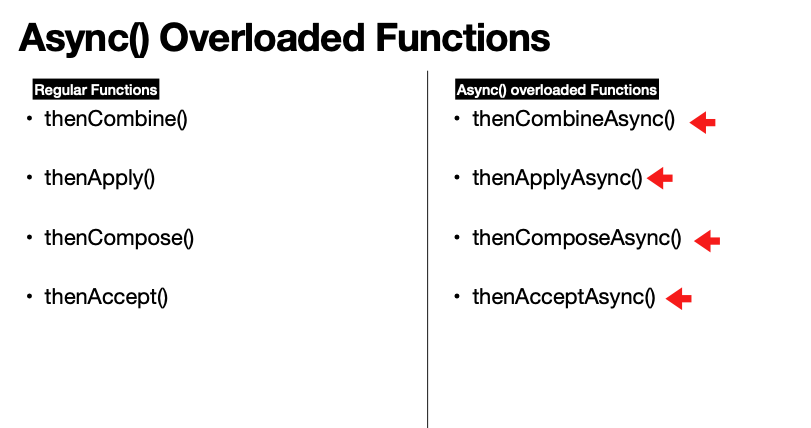 Async() Overloaded Functions
Regular Functions
• thenCombine()
• thenApply()
• thenCompose()
• thenAccept()
Async() overloaded Functions
• thenCombineAsync()
• thenApplyAsync()
• thenComposeAsync()
• thenAcceptAsync()